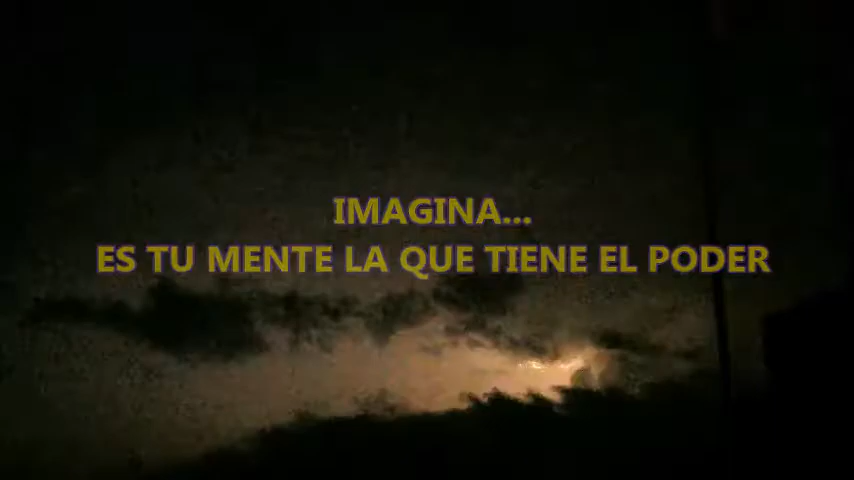 IMAGINA...
ES TU MENTE LA QUE TIENE EL PODER